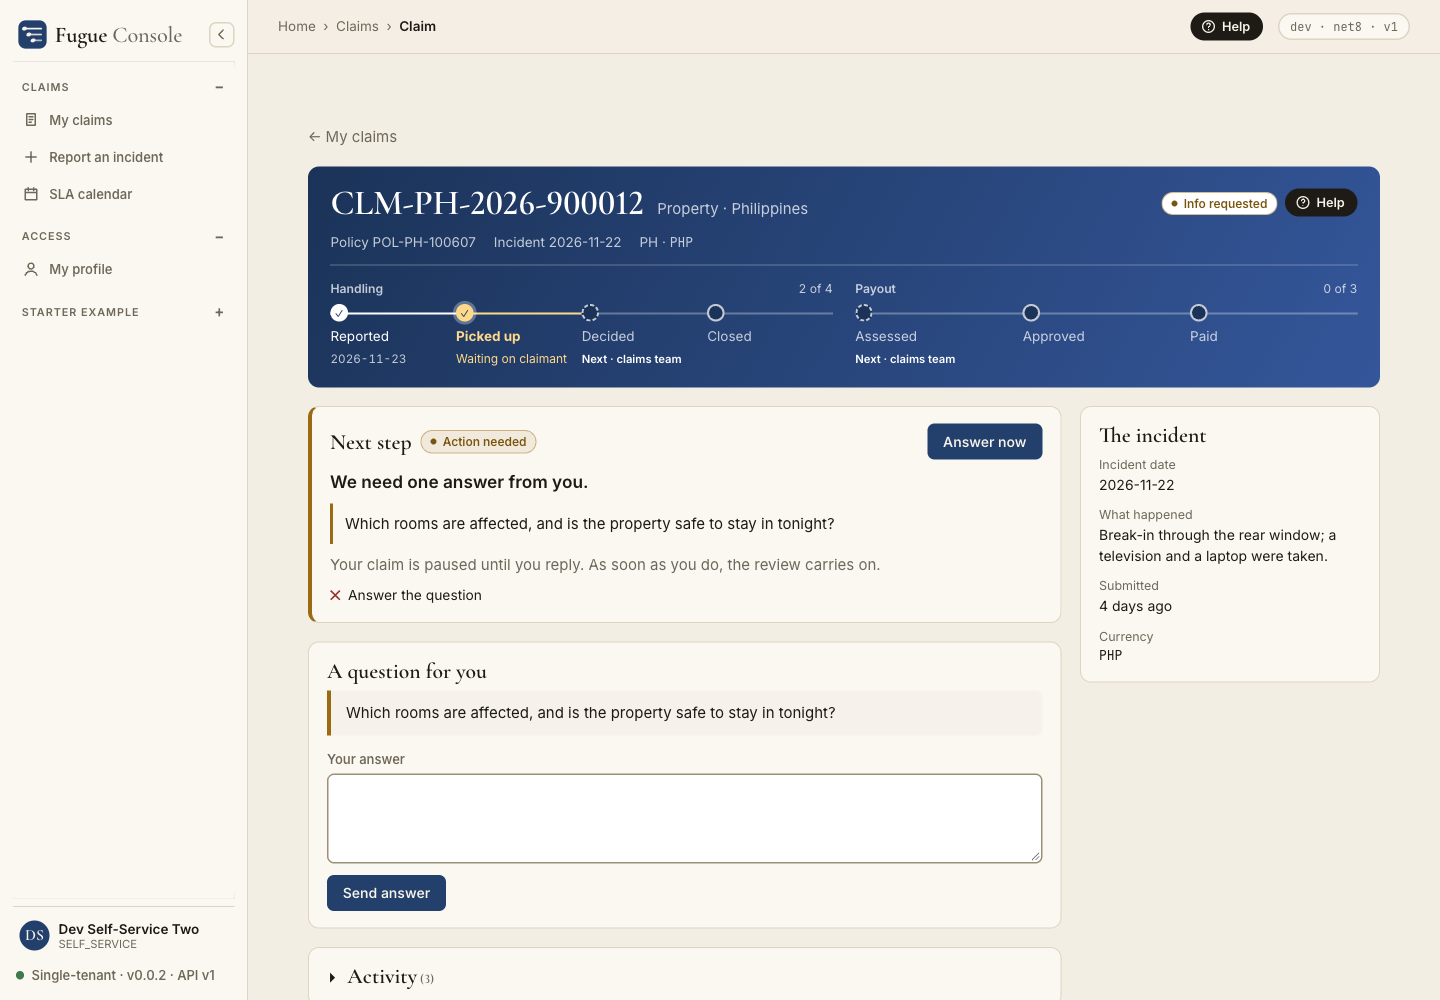 Fugue Console
CLAIMS
My claims
Report an incident
SLA calendar
ACCESS
My profile
STARTER EXAMPLE
Dev Self-Service Two
DS
SELF_SERVICE
Single-tenant · v0.0.2 · API v1
Home › Claims › Claim
Help
dev · net8 · v1
← My claims
CLM-PH-2026-900012 Property · Philippines
Info requested
Help
Policy POL-PH-100607 Incident 2026-11-22 PH · PHP
Handling 2 of 4
Reported Picked up Decided Closed
2026-11-23 Waiting on claimant Next · claims team
Payout 0 of 3
Assessed Approved Paid
Next · claims team
Next step Action needed
Answer now
We need one answer from you.
Which rooms are affected, and is the property safe to stay in tonight?
Your claim is paused until you reply. As soon as you do, the review carries on.
Answer the question
A question for you
Which rooms are affected, and is the property safe to stay in tonight?
Your answer
Send answer
Activity (3)
The incident
Incident date
2026-11-22
What happened
Break-in through the rear window; a
television and a laptop were taken.
Submitted
4 days ago
Currency
PHP